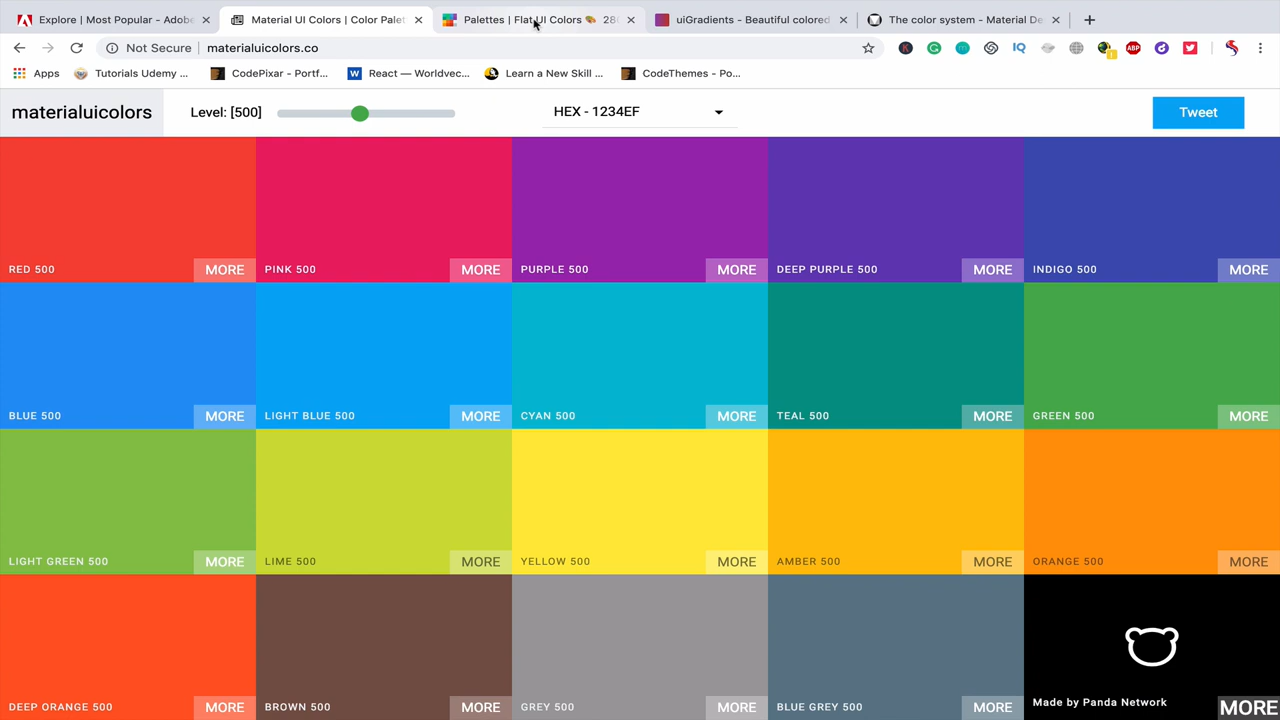 Explore | Most Popular - Adob
Material UI Colors | Color Palet
Palettes | Flat UI Colors 🎨 28
uiGradients - Beautiful colored
The color system - Material De
Not Secure | materialuicolors.co
IQ
ABP
Apps
Tutorials Udemy ...
CodePixar - Portf...
W
React — Worldvec...
Learn a New Skill ...
CodeThemes - Po...
materialuicolors
Level: [500]
HEX - 1234EF
Tweet
RED 500
MORE
PINK 500
MORE
PURPLE 500
MORE
DEEP PURPLE 500
MORE
INDIGO 500
MORE
BLUE 500
MORE
LIGHT BLUE 500
MORE
CYAN 500
MORE
TEAL 500
MORE
GREEN 500
MORE
LIGHT GREEN 500
MORE
LIME 500
MORE
YELLOW 500
MORE
AMBER 500
MORE
ORANGE 500
MORE
DEEP ORANGE 500
MORE
BROWN 500
MORE
GREY 500
MORE
BLUE GREY 500
MORE
Made by Panda Network
MORE